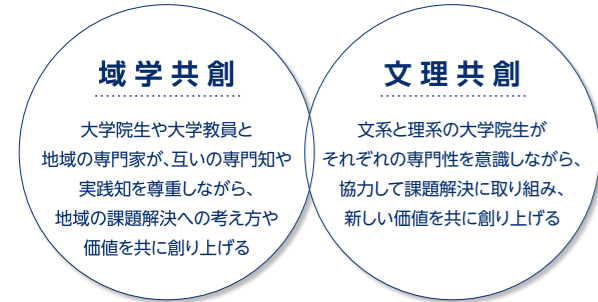 域学共創
大学院生や大学教員と
地域の専門家が、互いの専門知や
実践知を尊重しながら、
地域の課題解決への考え方や
価値を共に創り上げる
文理共創
文系と理系の大学院生が
それぞれの専門性を意識しながら、
協力して課題解決に取り組み、
新しい価値を共に創り上げる